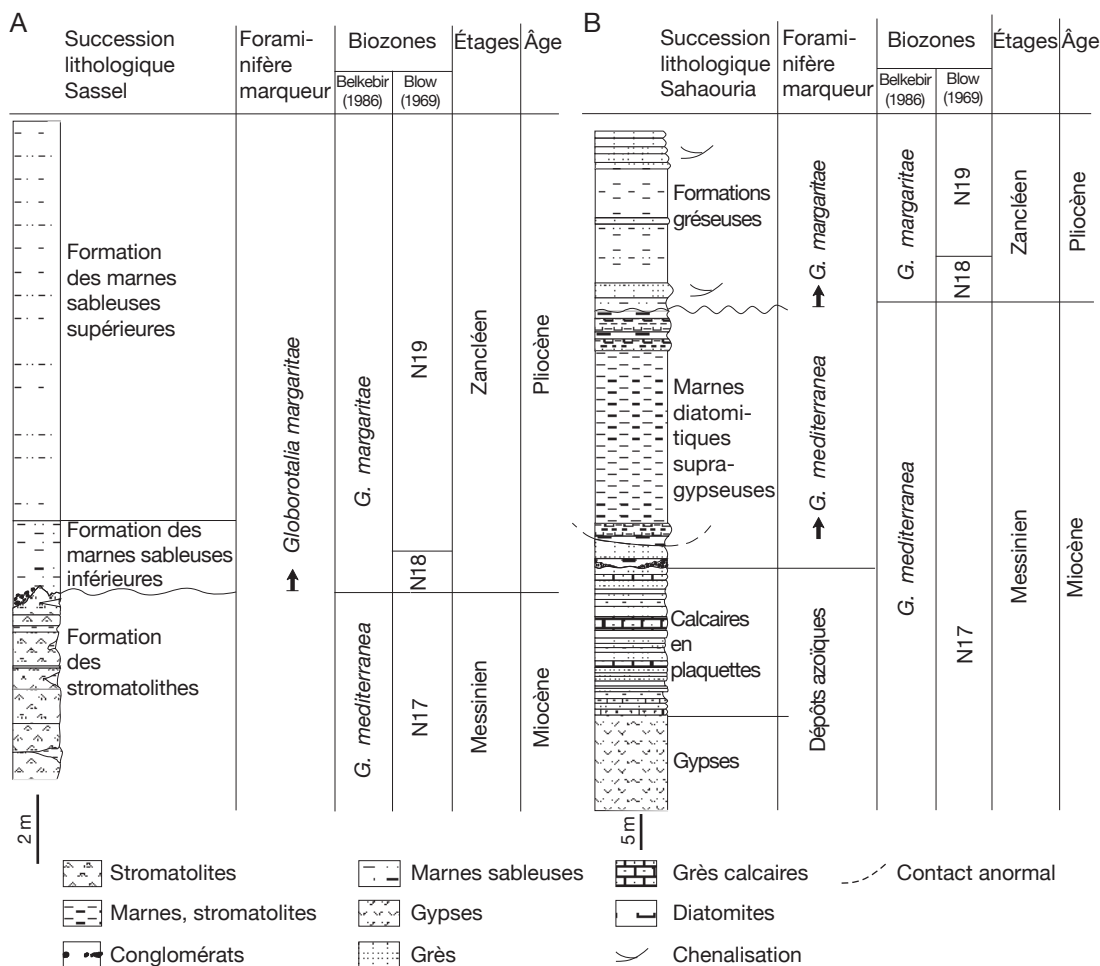 A
Succession
lithologique
Sassel
Forami-
nifère
marqueur
Biozones
Belkebir
(1986)
Blow
(1969)
Étages
Âge
Formation
des marnes
sableuses
supérieures
Formation des
marnes sableuses
inférieures
Formation
des
stromatolithes
Globorotalia margaritae
G. margaritae
G. mediterranea
N19
N18
N17
Zancléen
Messinien
Pliocène
Miocène
2 m
B
Succession
lithologique
Sahaouria
Forami-
nifère
marqueur
Biozones
Belkebir
(1986)
Blow
(1969)
Étages
Âge
Formations
gréseuses
Marnes
diatomi-
tiques
supra-
gypseuses
Calcaires
en
plaquettes
Gypses
G. margaritae
G. mediterranea
Dépôts azoïques
G. margaritae
G. mediterranea
N19
N18
N17
Zancléen
Messinien
Pliocène
Miocène
5 m
Stromatolites
Marnes sableuses
Grès calcaires
Contact anormal
Marnes, stromatolites
Gypses
Diatomites
Conglomérats
Grès
Chenalisation